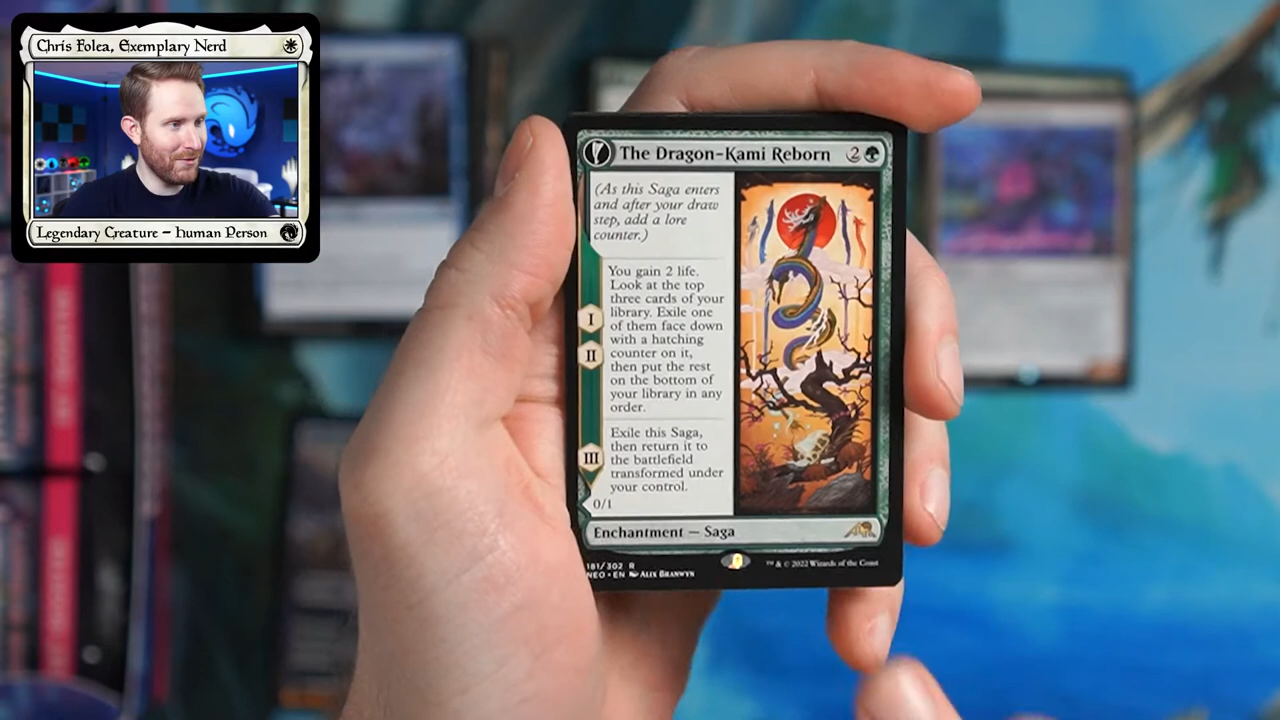 Chris Folea, Exemplary Nerd
Legendary Creature – Human Person
The Dragon-Kami Reborn 2
(As this Saga enters
and after your draw
step, add a lore
counter.)
You gain 2 life.
Look at the top
three cards of your
library. Exile one
of them face down
with a hatching
counter on it,
then put the rest
on the bottom of
your library in any
order.
I
II
Exile this Saga,
then return it to
the battlefield
transformed under
your control.
III
0/1
Enchantment — Saga
181/302 R
NEO • EN Alix Branwyn
™ & © 2022 Wizards of the Coast